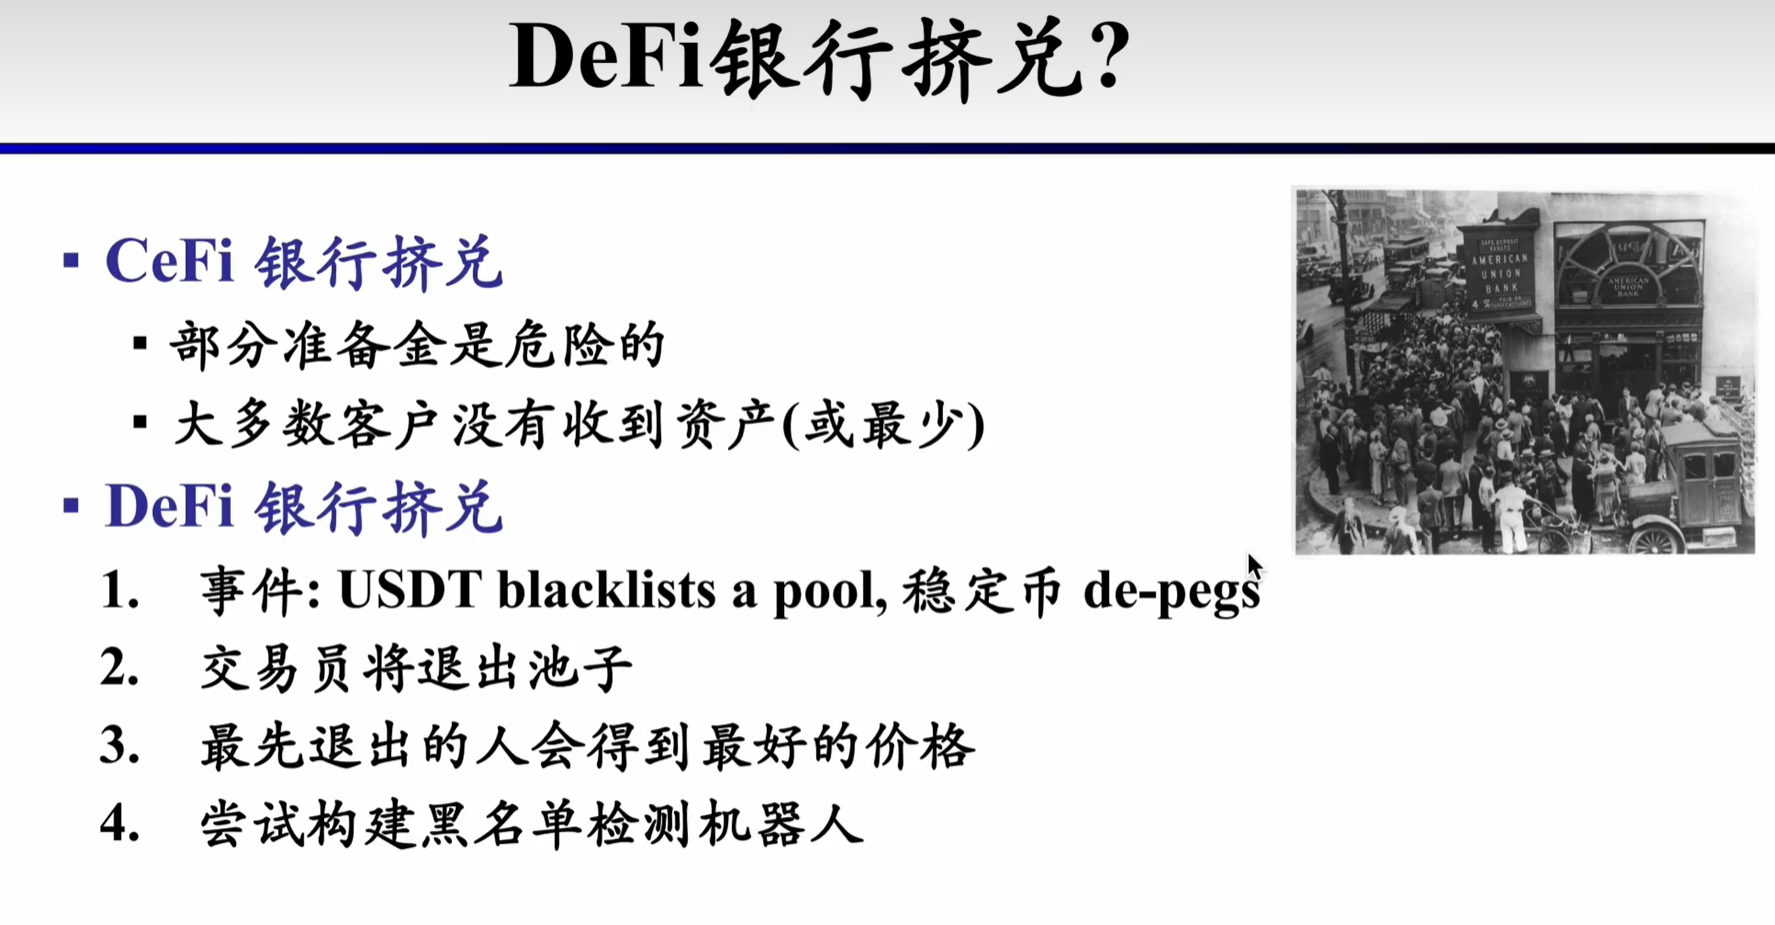 DeFi银行挤兑?
▪ CeFi 银行挤兑
▪ 部分准备金是危险的
▪ 大多数客户没有收到资产(或最少)
▪ DeFi 银行挤兑
1. 事件: USDT blacklists a pool, 稳定币 de-pegs
2. 交易员将退出池子
3. 最先退出的人会得到最好的价格
4. 尝试构建黑名单检测机器人
SAFE DEPOSIT
VAULTS
AMERICAN
UNION
BANK
4 %
AMERICAN
UNION
BANK